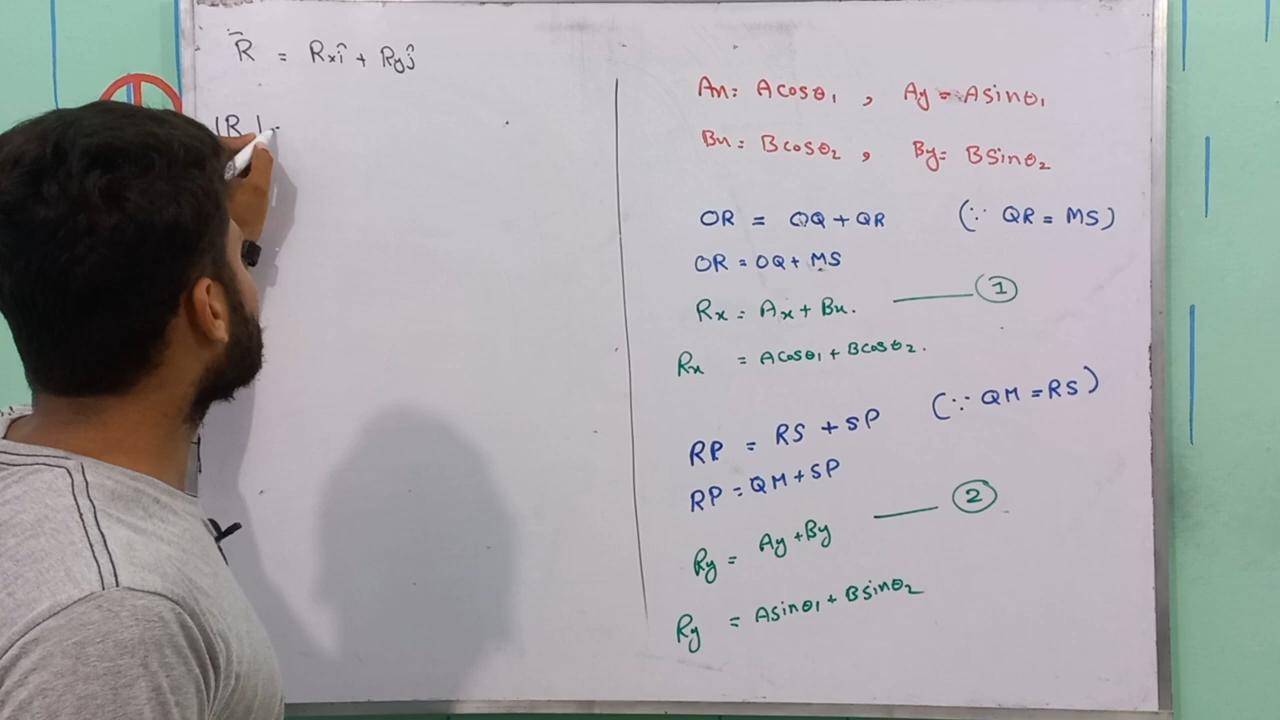 R̄ = Rxî + Ryĵ
|R|
Ax = Acosθ₁ , Ay = Asinθ₁
Bx = Bcosθ₂ , By = Bsinθ₂
OR = OQ + QR (∵ QR = MS)
OR = OQ + MS
Rx = Ax + Bx. ——— ①
Rx = Acosθ₁ + Bcosθ₂.
RP = RS + SP (∵ QM = RS)
RP = QM + SP
Ry = Ay + By ——— ②
Ry = Asinθ₁ + Bsinθ₂